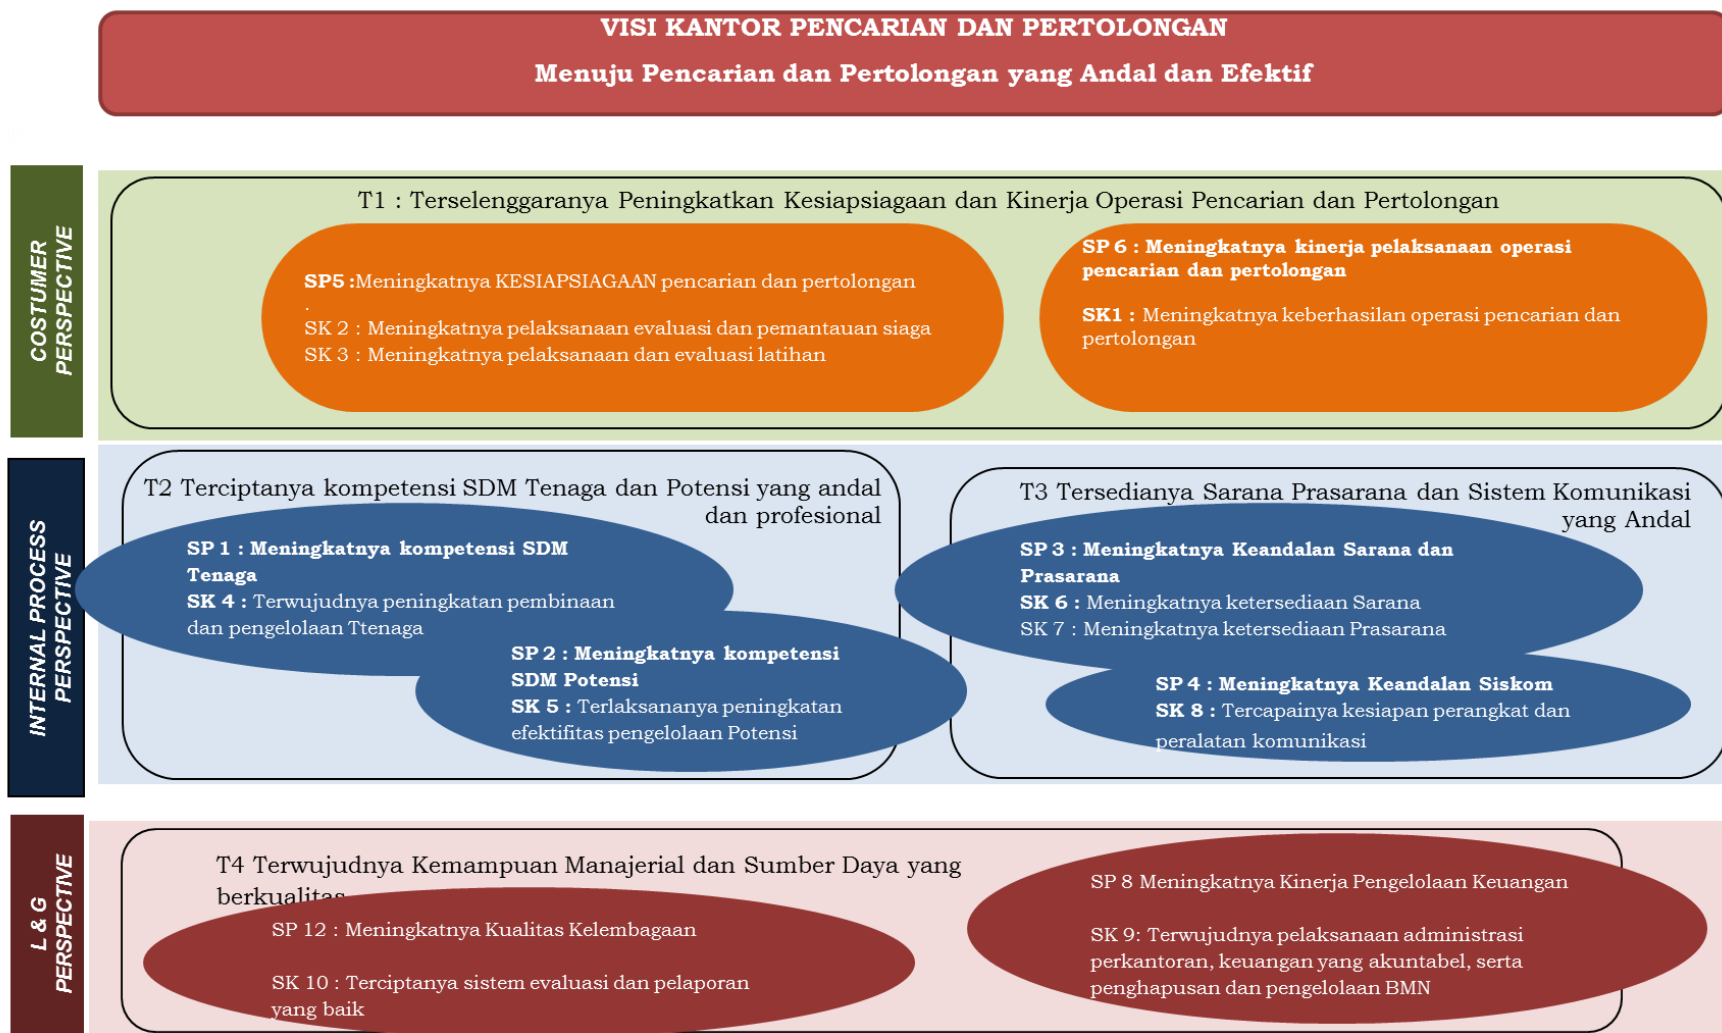 VISI KANTOR PENCARIAN DAN PERTOLONGAN
Menuju Pencarian dan Pertolongan yang Andal dan Efektif
COSTUMER
PERSPECTIVE
T1 : Terselenggaranya Peningkatkan Kesiapsiagaan dan Kinerja Operasi Pencarian dan Pertolongan
SP5 :Meningkatnya KESIAPSIAGAAN pencarian dan pertolongan
.
SK 2 : Meningkatnya pelaksanaan evaluasi dan pemantauan siaga
SK 3 : Meningkatnya pelaksanaan dan evaluasi latihan
SP 6 : Meningkatnya kinerja pelaksanaan operasi
pencarian dan pertolongan
SK1 : Meningkatnya keberhasilan operasi pencarian dan
pertolongan
INTERNAL PROCESS
PERSPECTIVE
T2 Terciptanya kompetensi SDM Tenaga dan Potensi yang andal
dan profesional
SP 1 : Meningkatnya kompetensi SDM
Tenaga
SK 4 : Terwujudnya peningkatan pembinaan
dan pengelolaan Ttenaga
SP 2 : Meningkatnya kompetensi
SDM Potensi
SK 5 : Terlaksananya peningkatan
efektifitas pengelolaan Potensi
T3 Tersedianya Sarana Prasarana dan Sistem Komunikasi
yang Andal
SP 3 : Meningkatnya Keandalan Sarana dan
Prasarana
SK 6 : Meningkatnya ketersediaan Sarana
SK 7 : Meningkatnya ketersediaan Prasarana
SP 4 : Meningkatnya Keandalan Siskom
SK 8 : Tercapainya kesiapan perangkat dan
peralatan komunikasi
L & G
PERSPECTIVE
T4 Terwujudnya Kemampuan Manajerial dan Sumber Daya yang
berkualitas
SP 12 : Meningkatnya Kualitas Kelembagaan
SK 10 : Terciptanya sistem evaluasi dan pelaporan
yang baik
SP 8 Meningkatnya Kinerja Pengelolaan Keuangan
SK 9: Terwujudnya pelaksanaan administrasi
perkantoran, keuangan yang akuntabel, serta
penghapusan dan pengelolaan BMN